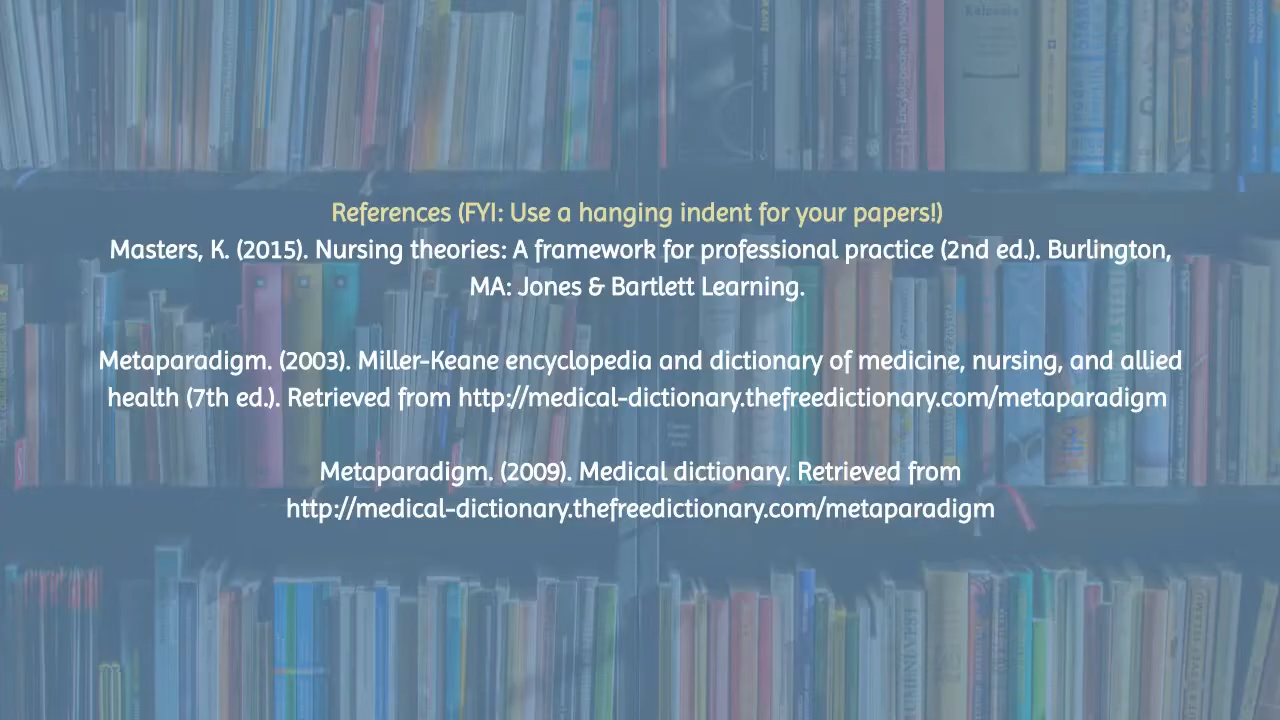 References (FYI: Use a hanging indent for your papers!)
Masters, K. (2015). Nursing theories: A framework for professional practice (2nd ed.). Burlington,
MA: Jones & Bartlett Learning.
Metaparadigm. (2003). Miller-Keane encyclopedia and dictionary of medicine, nursing, and allied
health (7th ed.). Retrieved from http://medical-dictionary.thefreedictionary.com/metaparadigm
Metaparadigm. (2009). Medical dictionary. Retrieved from
http://medical-dictionary.thefreedictionary.com/metaparadigm